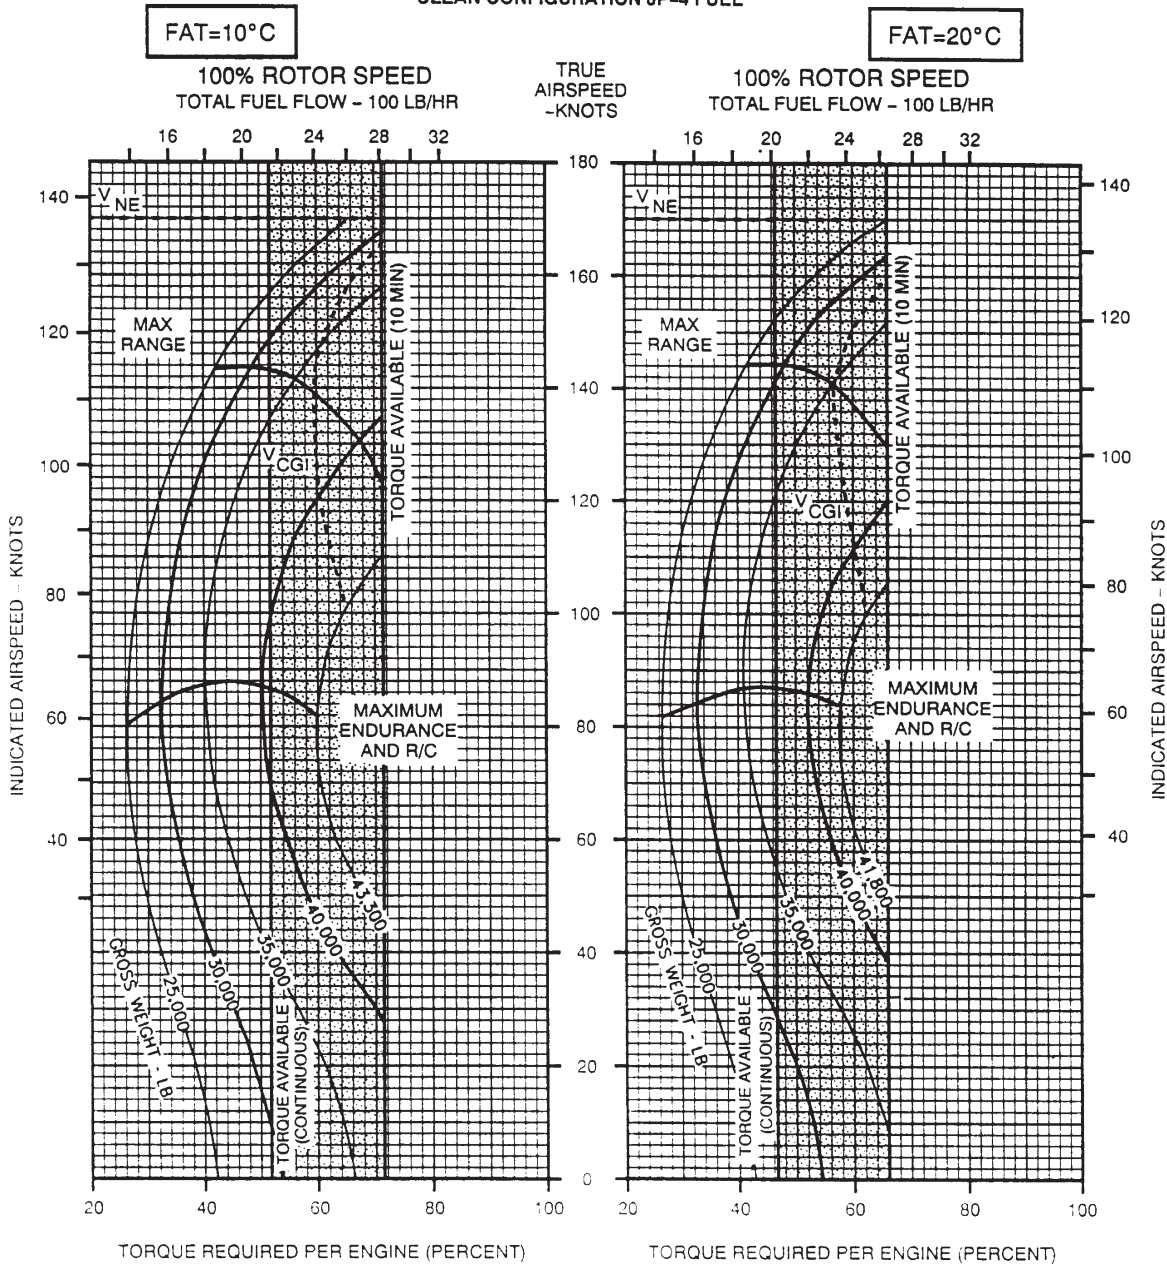 CLEAN CONFIGURATION JP-4 FUEL
FAT=10°C
100% ROTOR SPEED
TOTAL FUEL FLOW - 100 LB/HR
16 20 24 28 32
TRUE
AIRSPEED
~KNOTS
FAT=20°C
100% ROTOR SPEED
TOTAL FUEL FLOW - 100 LB/HR
16 20 24 28 32
INDICATED AIRSPEED - KNOTS
140
120
100
80
60
40
V NE
MAX
RANGE
V CGI
TORQUE AVAILABLE (10 MIN)
MAXIMUM
ENDURANCE
AND R/C
GROSS WEIGHT - LB
25,000
30,000
35,000
40,000
43,300
TORQUE AVAILABLE -
(CONTINUOUS)
20 40 60 80 100
TORQUE REQUIRED PER ENGINE (PERCENT)
180
160
140
120
100
80
60
40
20
0
V NE
MAX
RANGE
V CGI
TORQUE AVAILABLE (10 MIN)
MAXIMUM
ENDURANCE
AND R/C
GROSS WEIGHT - LB
25,000
30,000
35,000
40,000
41,800
TORQUE AVAILABLE
(CONTINUOUS)
20 40 60 80 100
TORQUE REQUIRED PER ENGINE (PERCENT)
140
120
100
80
60
40
INDICATED AIRSPEED - KNOTS